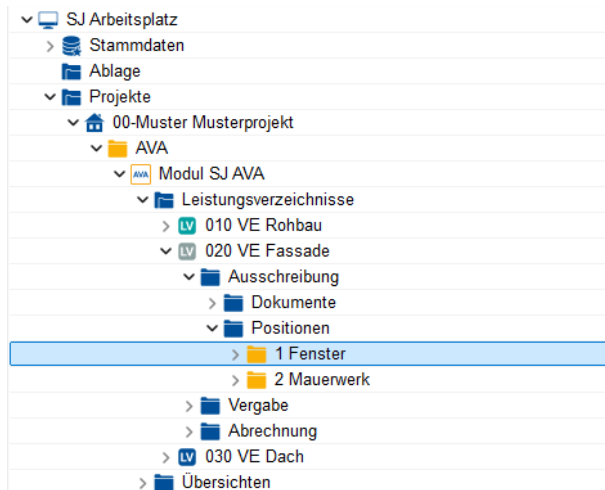 SJ Arbeitsplatz
Stammdaten
Ablage
Projekte
00-Muster Musterprojekt
AVA
AVA Modul SJ AVA
Leistungsverzeichnisse
LV 010 VE Rohbau
LV 020 VE Fassade
Ausschreibung
Dokumente
Positionen
1 Fenster
2 Mauerwerk
Vergabe
Abrechnung
LV 030 VE Dach
Übersichten